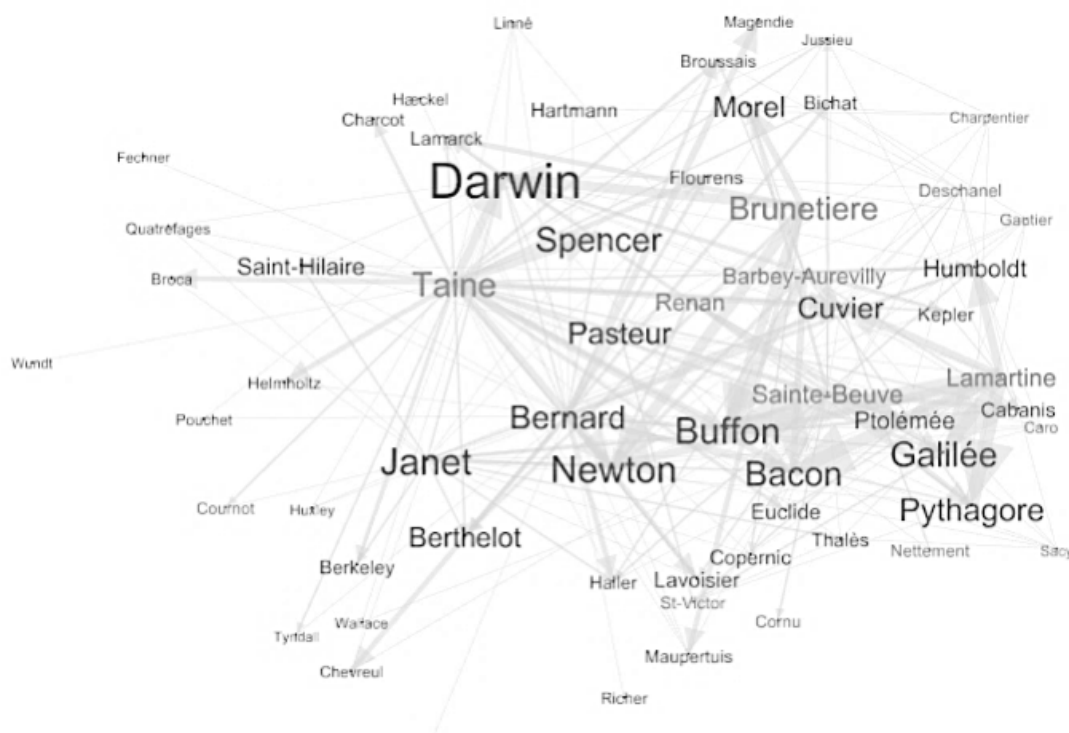 Linné
Magendie
Jussieu
Broussais
Hæckel
Charcot
Hartmann
Morel
Bichat
Charpentier
Lamarck
Fechner
Darwin
Flourens
Deschanel
Brunetiere
Gautier
Quatrefages
Spencer
Saint-Hilaire
Humboldt
Broca
Taine
Barbey-Aurevilly
Renan
Cuvier
Kepler
Pasteur
Wundt
Helmholtz
Lamartine
Sainte-Beuve
Cabanis
Pouchet
Bernard
Buffon
Ptolémée
Caro
Janet
Newton
Bacon
Galilée
Cournot
Huxley
Euclide
Pythagore
Berthelot
Thalès
Copernic
Nettement
Sacy
Berkeley
Haller
Lavoisier
St-Victor
Tyndall
Wallace
Cornu
Chevreul
Maupertuis
Richer